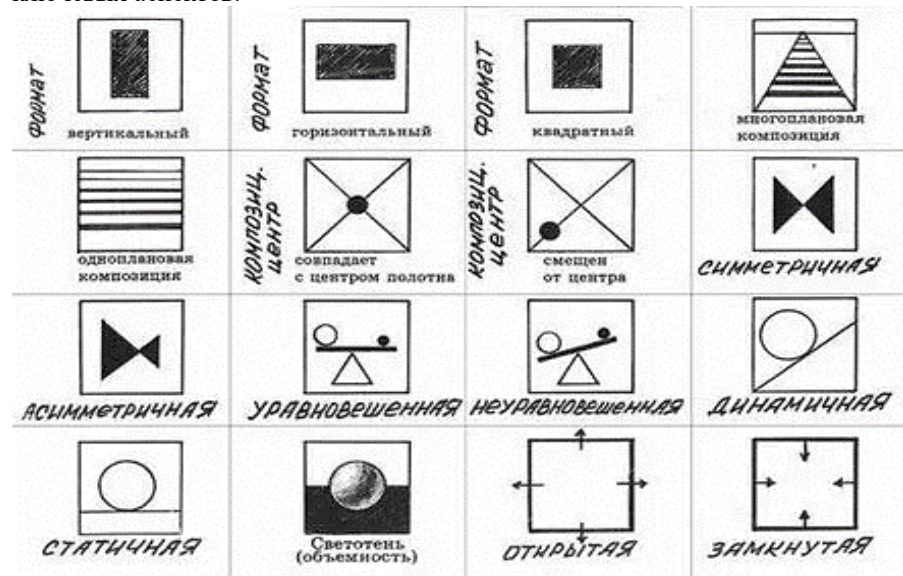 ФОРМАТ
вертикальный
ФОРМАТ
горизонтальный
ФОРМАТ
квадратный
многоплановая
композиция
одноплановая
композиция
КОМПОЗИЦ.
ЦЕНТР
совпадает
с центром полотна
КОМПОЗИЦ.
ЦЕНТР
смещен
от центра
СИММЕТРИЧНАЯ
АСИММЕТРИЧНАЯ
УРАВНОВЕШЕННАЯ
НЕУРАВНОВЕШЕННАЯ
ДИНАМИЧНАЯ
СТАТИЧНАЯ
Светотень
(объемность)
ОТКРЫТАЯ
ЗАМКНУТАЯ